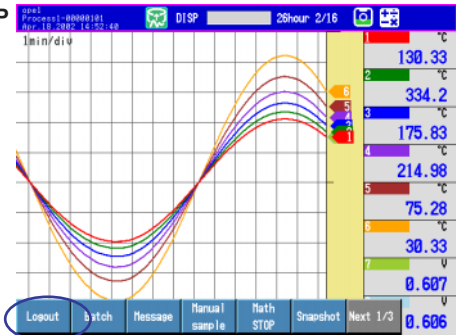 P
ope1
Process1-00000101
Apr.18.2002 14:52:40
DISP
26hour 2/16
1min/div
1 °C
130.33
2 °C
334.2
3 °C
175.83
4 °C
214.98
5 °C
75.28
6 °C
30.33
7 V
0.607
V
0.606
6
5
4
1
Logout
Batch
Message
Manual
sample
Math
STOP
Snapshot
Next 1/3